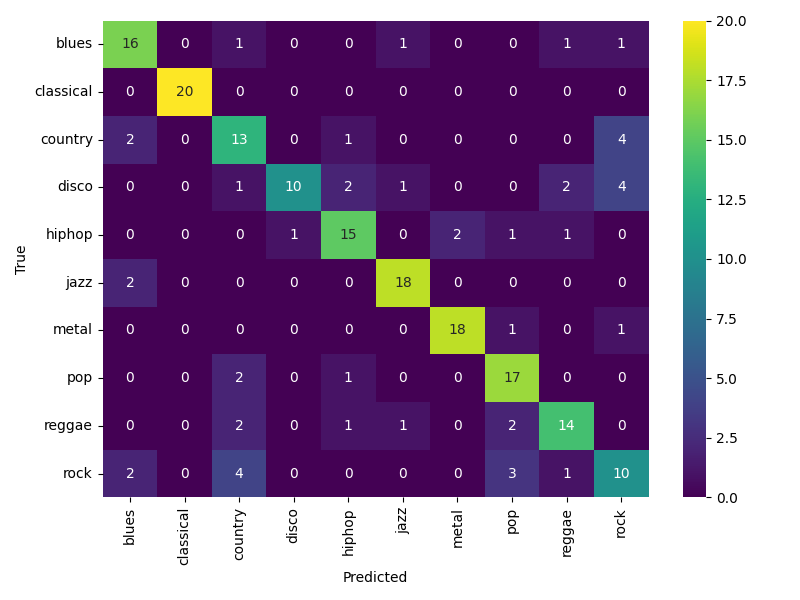 blues 16 0 1 0 0 1 0 0 1 1
classical 0 20 0 0 0 0 0 0 0 0
country 2 0 13 0 1 0 0 0 0 4
disco 0 0 1 10 2 1 0 0 2 4
hiphop 0 0 0 1 15 0 2 1 1 0
jazz 2 0 0 0 0 18 0 0 0 0
metal 0 0 0 0 0 0 18 1 0 1
pop 0 0 2 0 1 0 0 17 0 0
reggae 0 0 2 0 1 1 0 2 14 0
rock 2 0 4 0 0 0 0 3 1 10
True
blues classical country disco hiphop jazz metal pop reggae rock
Predicted
20.0
17.5
15.0
12.5
10.0
7.5
5.0
2.5
0.0